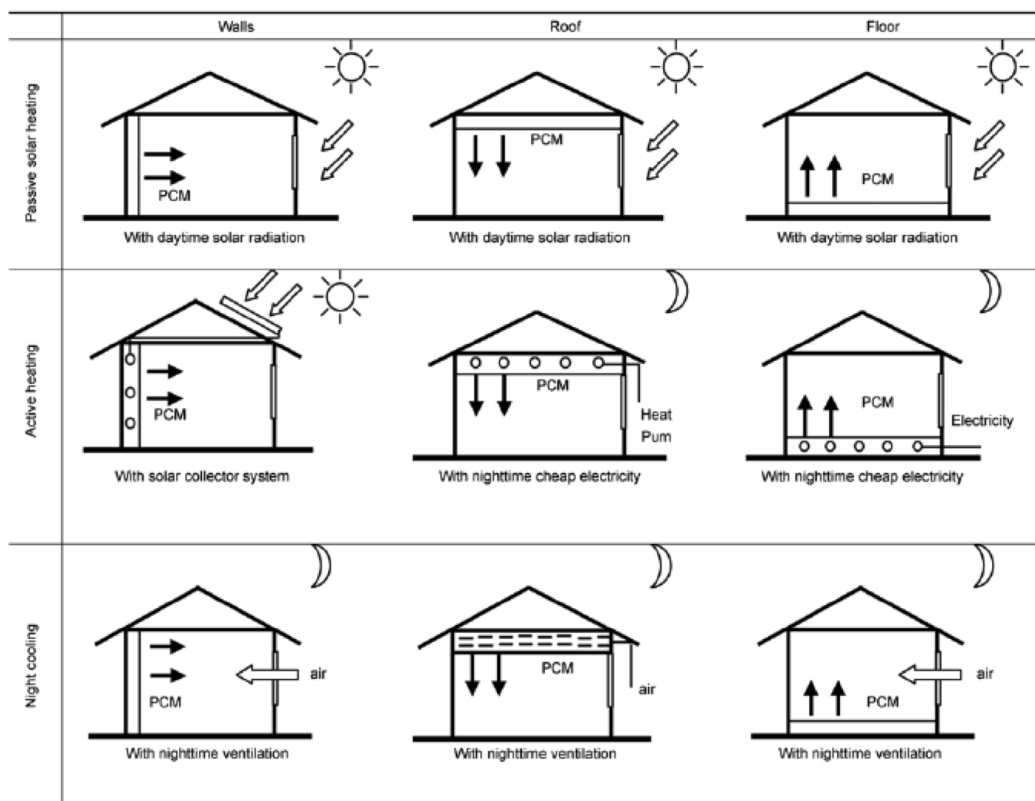 Walls Roof Floor
Passive solar heating
PCM
PCM
PCM
With daytime solar radiation
With daytime solar radiation
With daytime solar radiation
Active heating
PCM
PCM
Heat
Pum
PCM
Electricity
With solar collector system
With nighttime cheap electricity
With nighttime cheap electricity
Night cooling
air
PCM
PCM
air
PCM
air
With nighttime ventilation
With nighttime ventilation
With nighttime ventilation